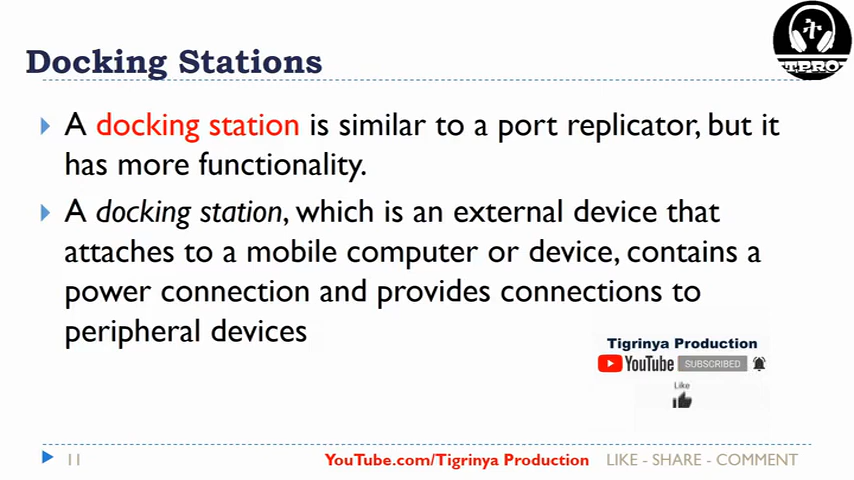 Docking Stations
A docking station is similar to a port replicator, but it
has more functionality.
A docking station, which is an external device that
attaches to a mobile computer or device, contains a
power connection and provides connections to
peripheral devices
Tigrinya Production
YouTube SUBSCRIBED
Like
11
YouTube.com/Tigrinya Production LIKE - SHARE - COMMENT